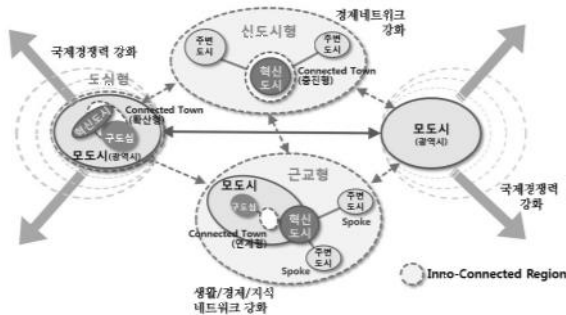 신도시형
경제네트워크
강화
국제경쟁력 강화
주변
도시
주변
도시
혁신
도시
Connected Town
(증진형)
도심형
Connected Town
(확산형)
혁신도시
구도심
모도시(광역시)
모도시
(광역시)
근교형
모도시
구도심
주변
도시
Spoke
혁신
도시
Connected Town
(연계형)
국제경쟁력
강화
주변
도시
Spoke
생활/경제/지식
네트워크 강화
Inno-Connected Region